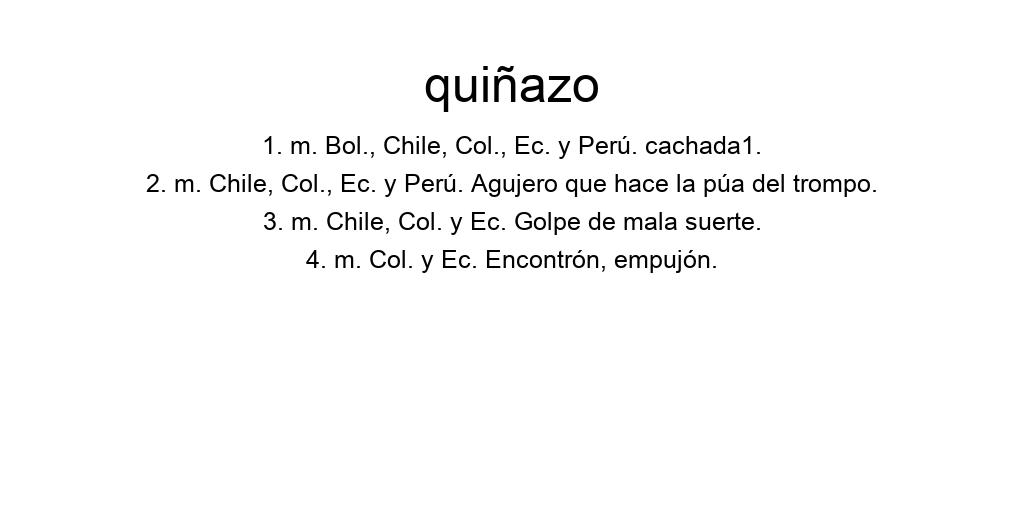 quiñazo
1. m. Bol., Chile, Col., Ec. y Perú. cachada1.
2. m. Chile, Col., Ec. y Perú. Agujero que hace la púa del trompo.
3. m. Chile, Col. y Ec. Golpe de mala suerte.
4. m. Col. y Ec. Encontrón, empujón.